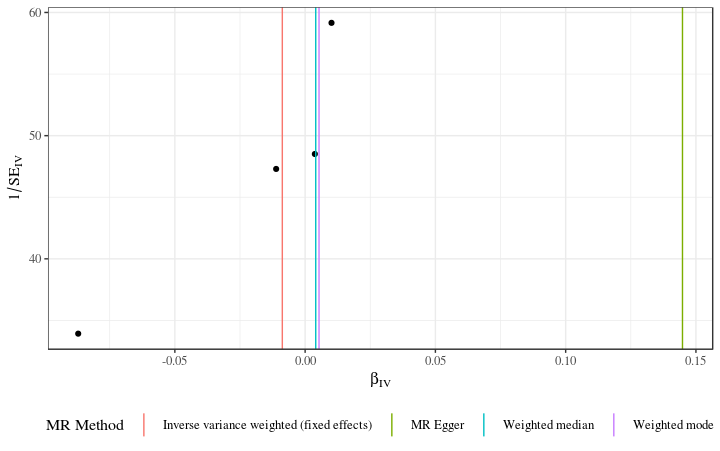 60
50
40
1/SE_IV
-0.05 0.00 0.05 0.10 0.15
β_IV
MR Method Inverse variance weighted (fixed effects) MR Egger Weighted median Weighted mode